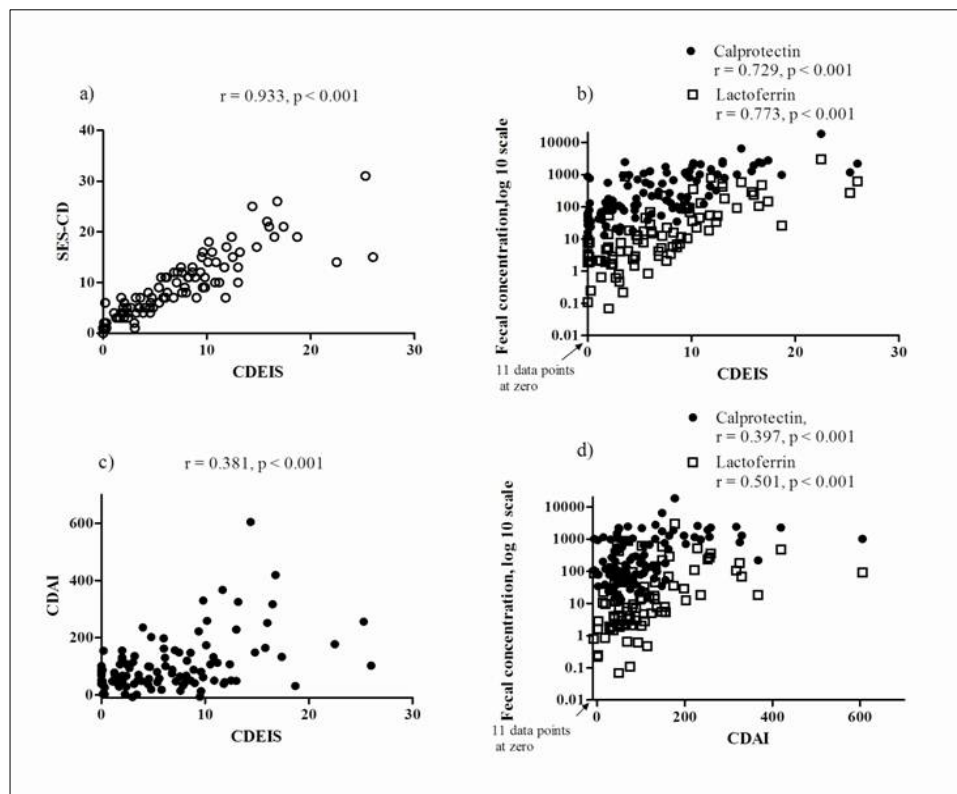 a)
r = 0.933, p < 0.001
SES-CD
40
30
20
10
0
0 10 20 30
CDEIS
b)
Calprotectin
r = 0.729, p < 0.001
Lactoferrin
r = 0.773, p < 0.001
Fecal concentration,log 10 scale
10000
1000
100
10
1
0.1
0.01
0 10 20 30
CDEIS
11 data points
at zero
c)
r = 0.381, p < 0.001
CDAI
600
400
200
0
0 10 20 30
CDEIS
d)
Calprotectin,
r = 0.397, p < 0.001
Lactoferrin
r = 0.501, p < 0.001
Fecal concentration, log 10 scale
10000
1000
100
10
1
0.1
0.01
0 200 400 600
CDAI
11 data points
at zero